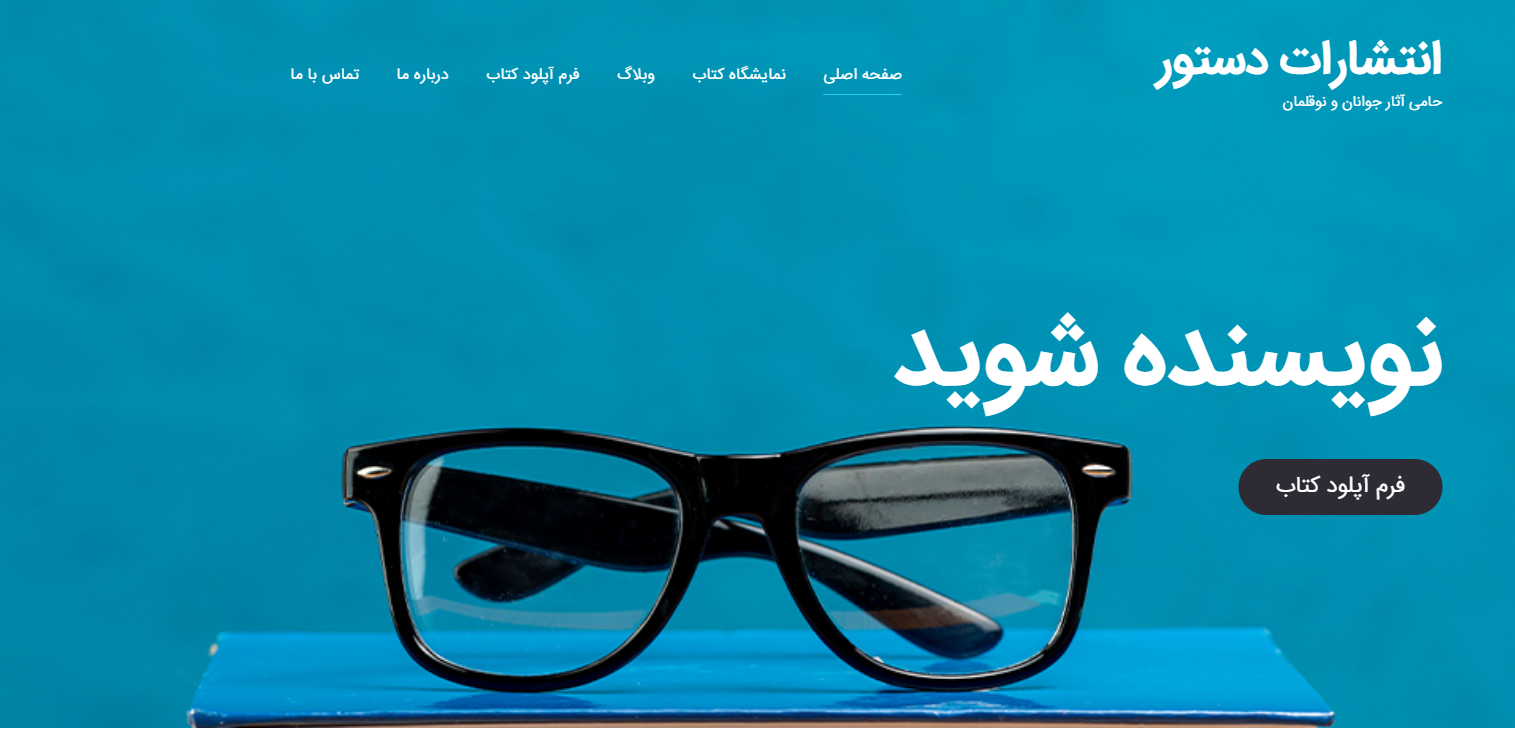 انتشارات دستور
حامی آثار جوانان و نوقلمان
صفحه اصلی
نمایشگاه کتاب
وبلاگ
فرم آپلود کتاب
درباره ما
تماس با ما
نویسنده شوید
فرم آپلود کتاب